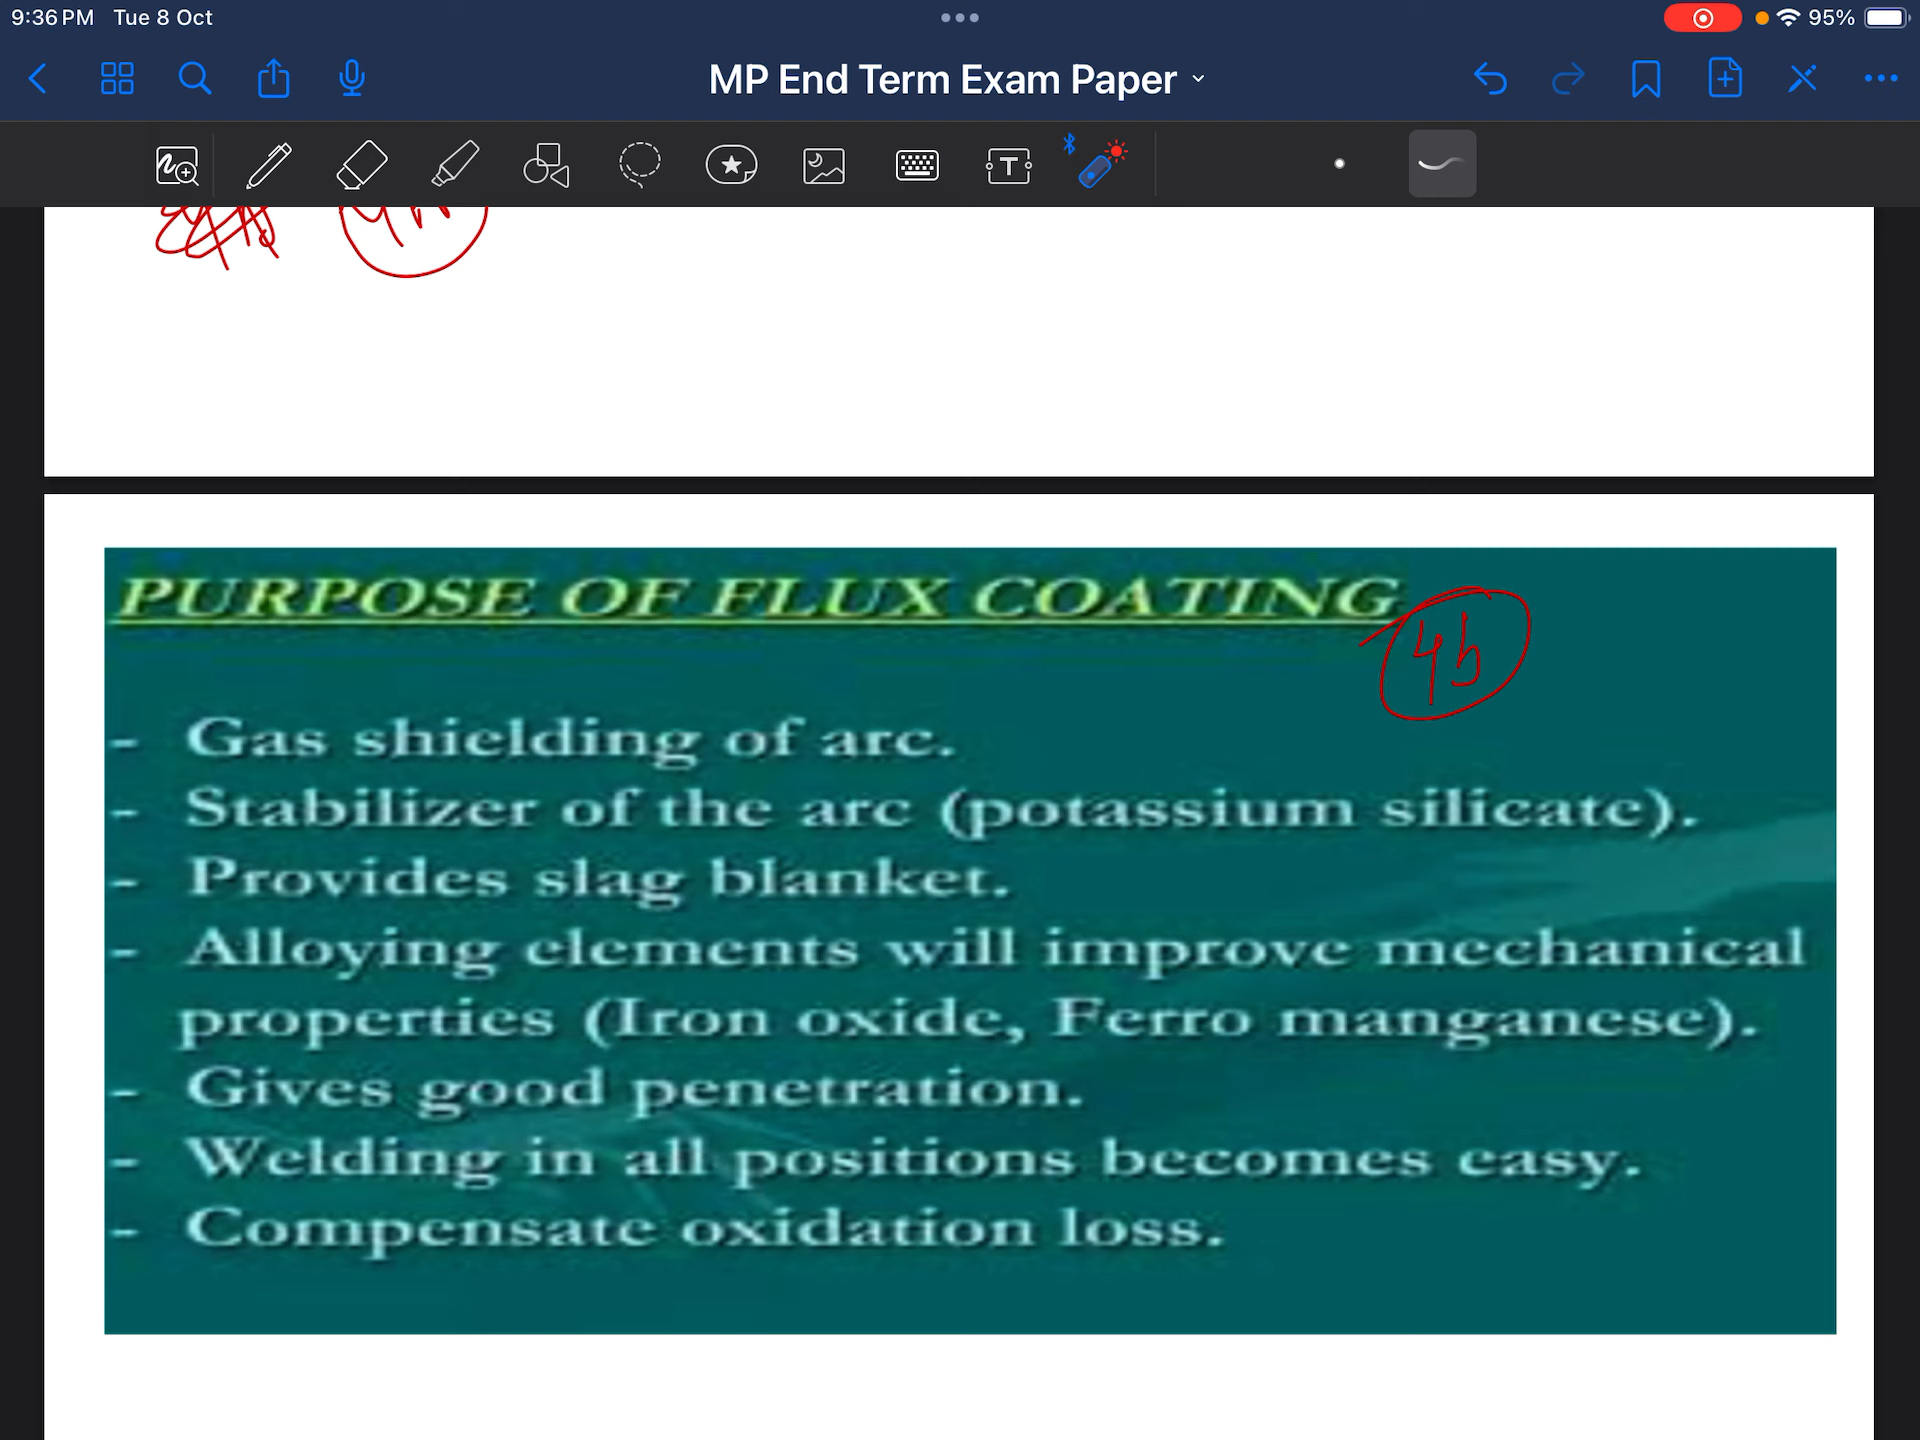 9:36 PM Tue 8 Oct
95%
MP End Term Exam Paper
T
PURPOSE OF FLUX COATING
4b
- Gas shielding of arc.
- Stabilizer of the arc (potassium silicate).
- Provides slag blanket.
- Alloying elements will improve mechanical
properties (Iron oxide, Ferro manganese).
- Gives good penetration.
- Welding in all positions becomes easy.
- Compensate oxidation loss.